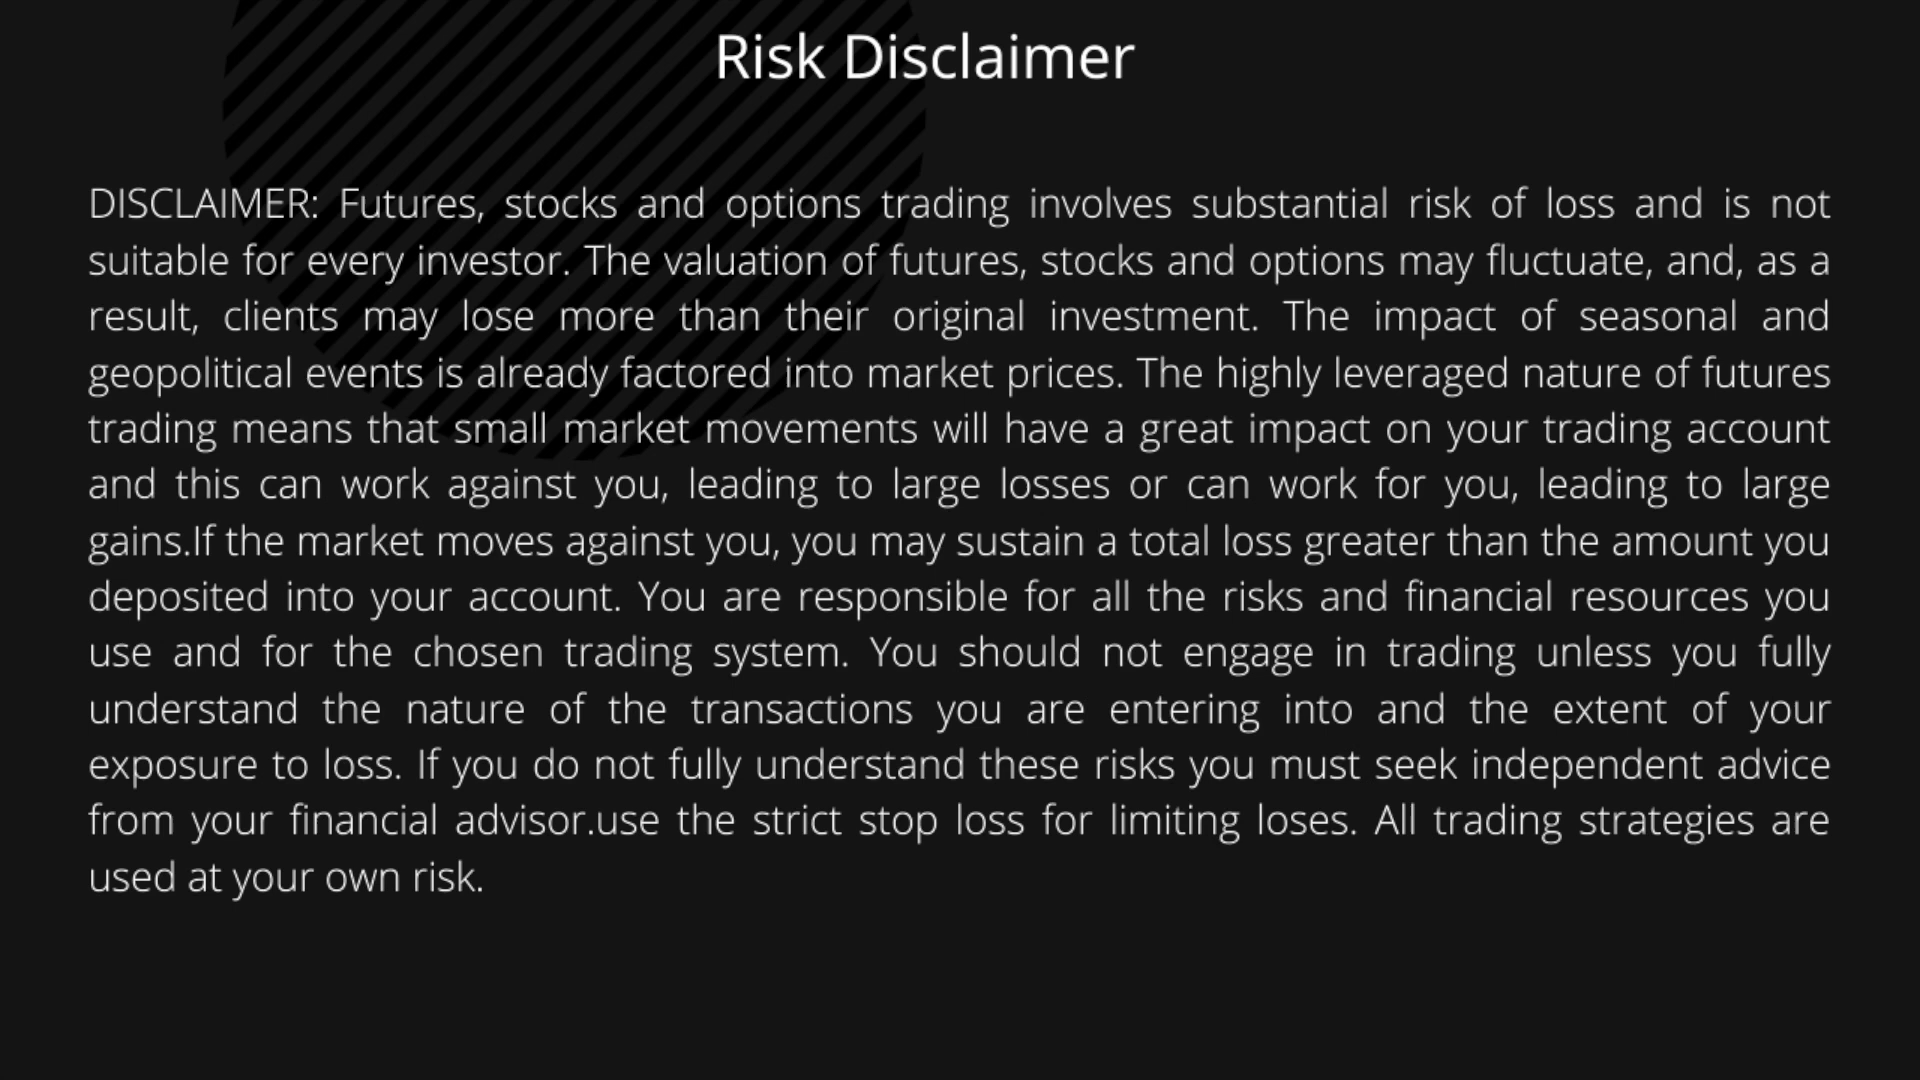 Risk Disclaimer
DISCLAIMER: Futures, stocks and options trading involves substantial risk of loss and is not
suitable for every investor. The valuation of futures, stocks and options may fluctuate, and, as a
result, clients may lose more than their original investment. The impact of seasonal and
geopolitical events is already factored into market prices. The highly leveraged nature of futures
trading means that small market movements will have a great impact on your trading account
and this can work against you, leading to large losses or can work for you, leading to large
gains.If the market moves against you, you may sustain a total loss greater than the amount you
deposited into your account. You are responsible for all the risks and financial resources you
use and for the chosen trading system. You should not engage in trading unless you fully
understand the nature of the transactions you are entering into and the extent of your
exposure to loss. If you do not fully understand these risks you must seek independent advice
from your financial advisor.use the strict stop loss for limiting loses. All trading strategies are
used at your own risk.